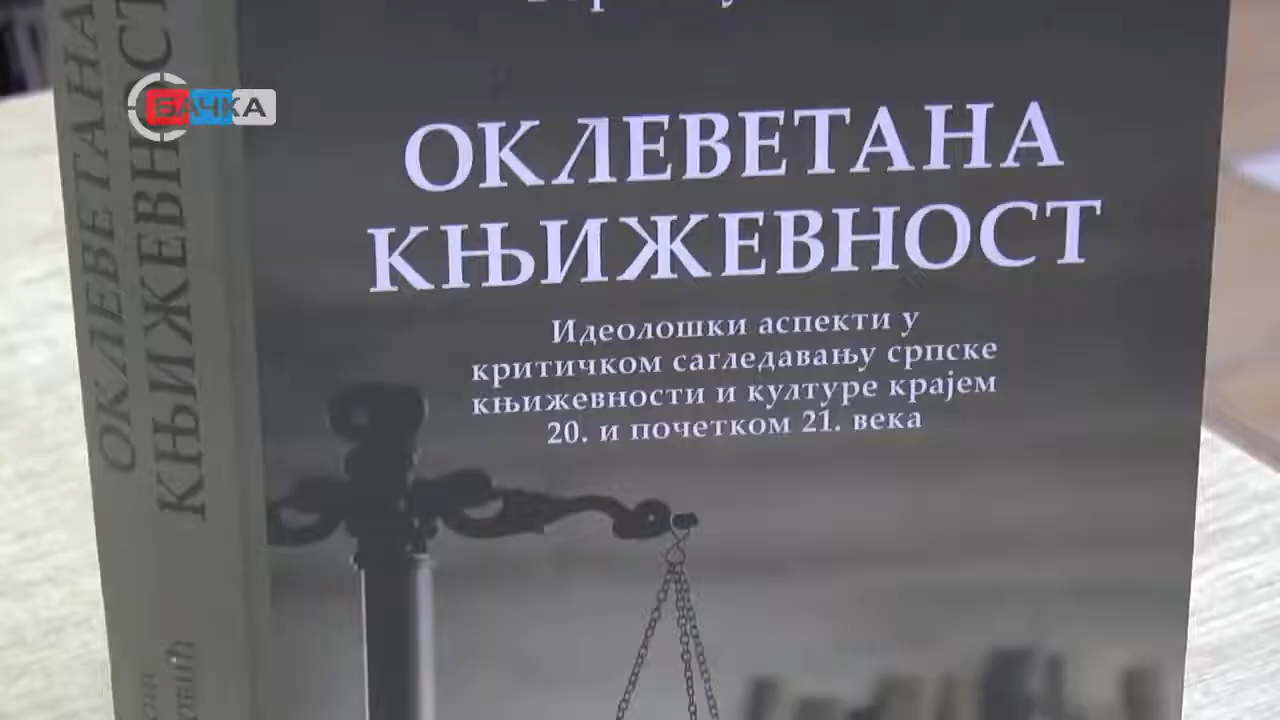 БАЧКА
ОКЛЕВЕТАНА
КЊИЖЕВНОСТ
Идеолошки аспекти у
критичком сагледавању српске
књижевности и културе крајем
20. и почетком 21. века
ОКЛЕВЕТАНА
КЊИЖЕВНОСТ